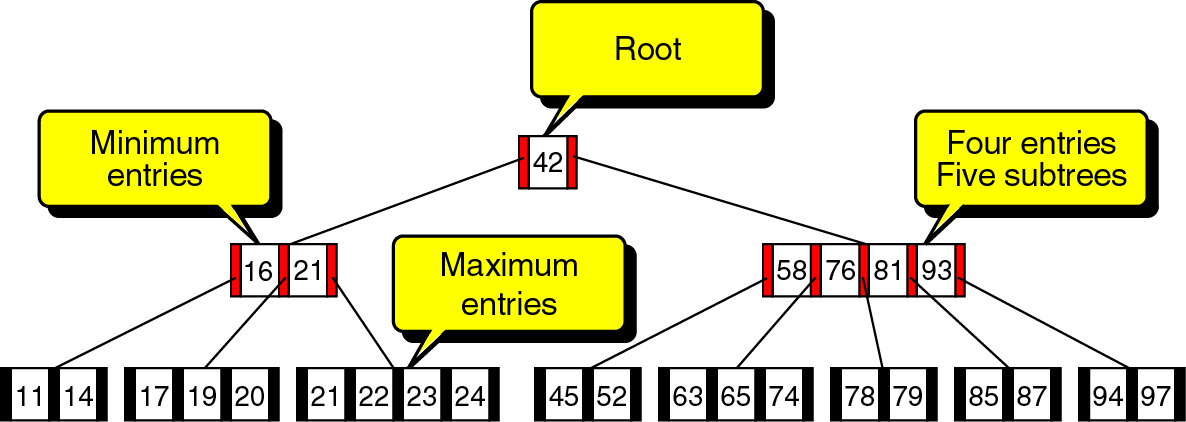 Root
Minimum
entries
Four entries
Five subtrees
42
Maximum
entries
16 21
58 76 81 93
11 14 17 19 20 21 22 23 24 45 52 63 65 74 78 79 85 87 94 97